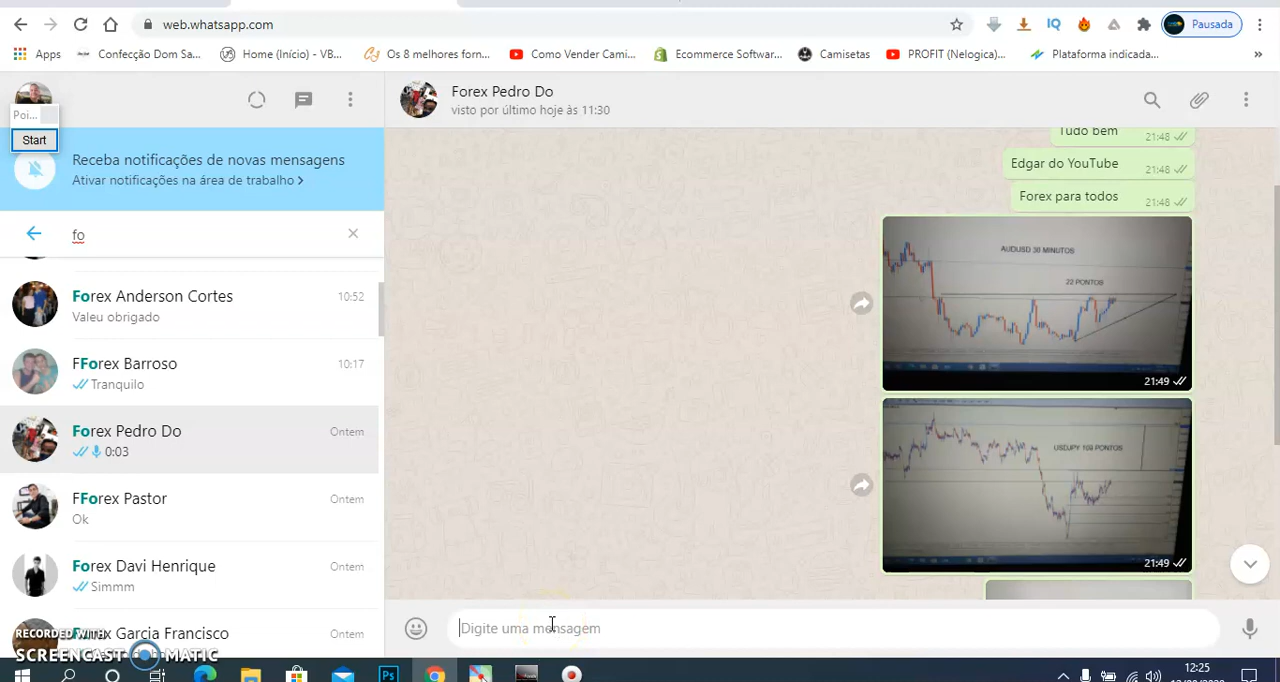 web.whatsapp.com
Pausada
Apps
Confecção Dom Sa...
Home (Início) - VB...
Os 8 melhores forn...
Como Vender Cami...
Ecommerce Softwar...
Camisetas
PROFIT (Nelogica)...
Plataforma indicada...
»
Poi...
Start
Receba notificações de novas mensagens
Ativar notificações na área de trabalho >
fo
Forex Anderson Cortes 10:52
Valeu obrigado
FForex Barroso 10:17
Tranquilo
Forex Pedro Do Ontem
0:03
FForex Pastor Ontem
Ok
Forex Davi Henrique Ontem
Simmm
Forex Garcia Francisco Ontem
RECORDED WITH
SCREENCAST MATIC
Forex Pedro Do
visto por último hoje às 11:30
Tudo bem
21:48
Edgar do YouTube
21:48
Forex para todos
21:48
AUDUSD 30 MINUTOS
22 PONTOS
21:49
USDJPY 109 PONTOS
21:49
Digite uma mensagem
Ps
12:25